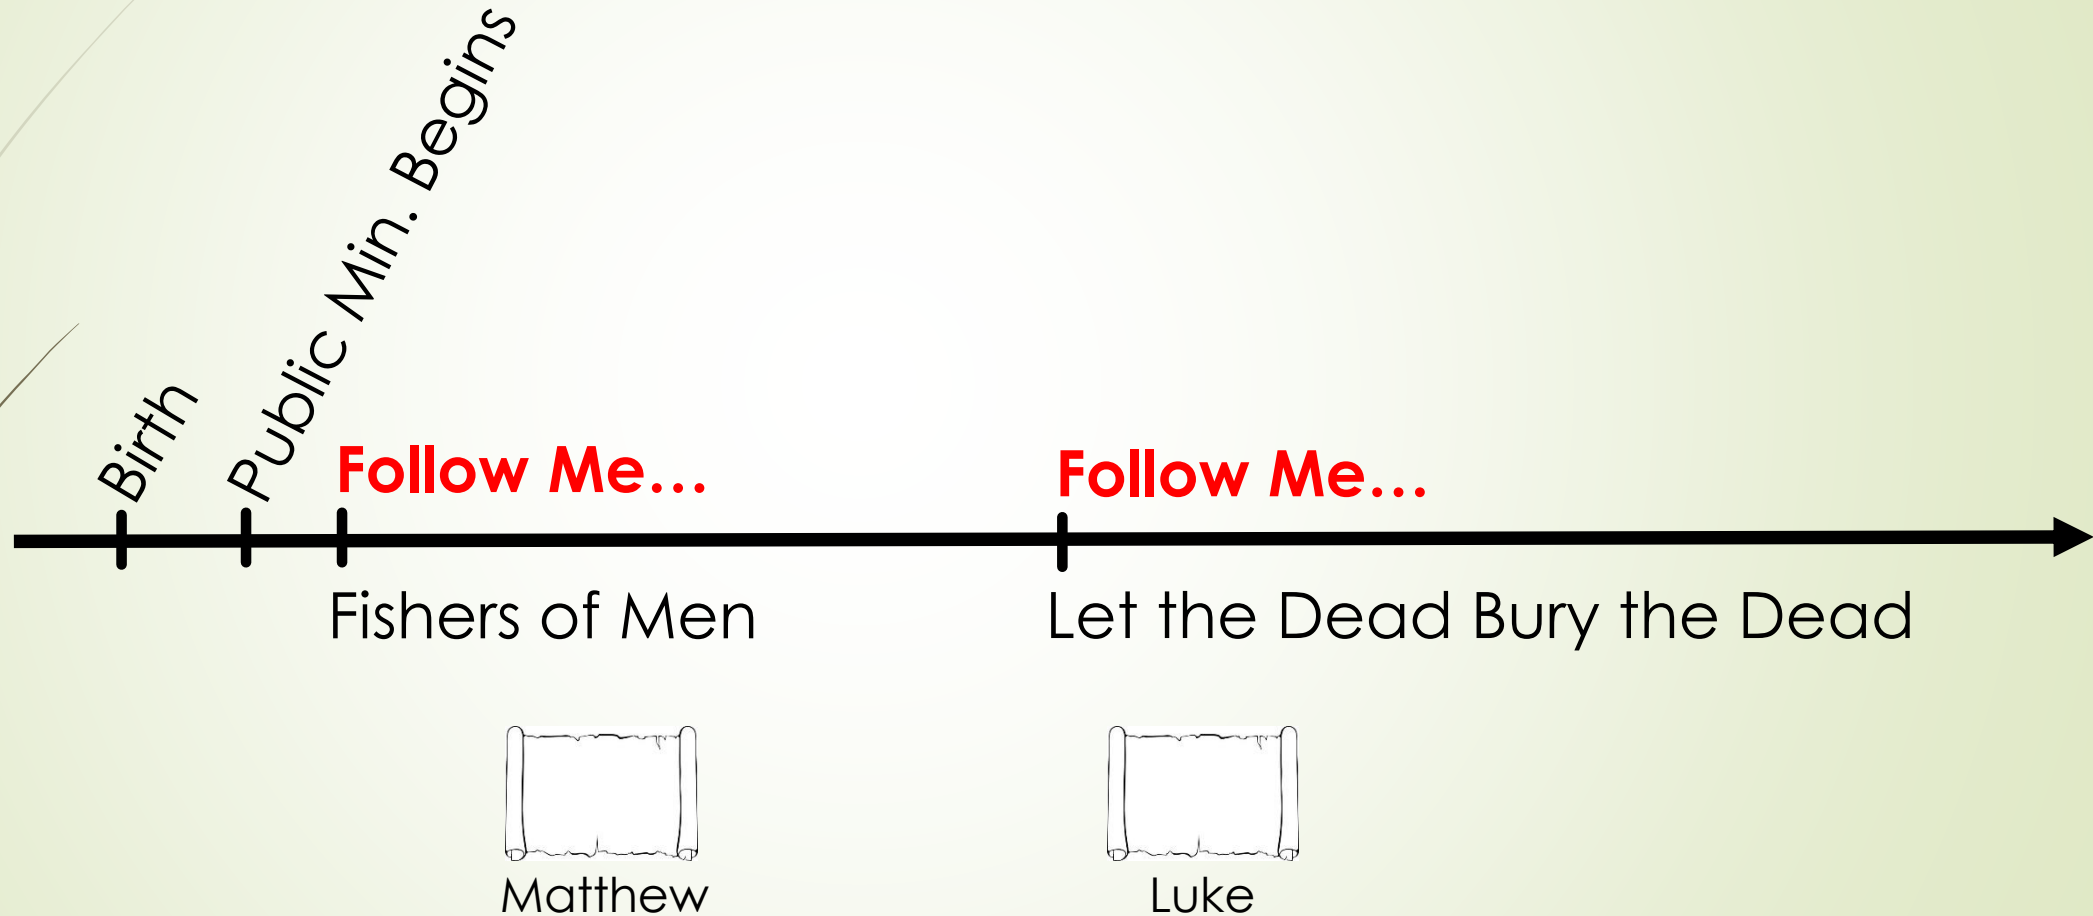 Birth
Public Min. Begins
Follow Me...
Follow Me...
Fishers of Men
Let the Dead Bury the Dead
Matthew
Luke